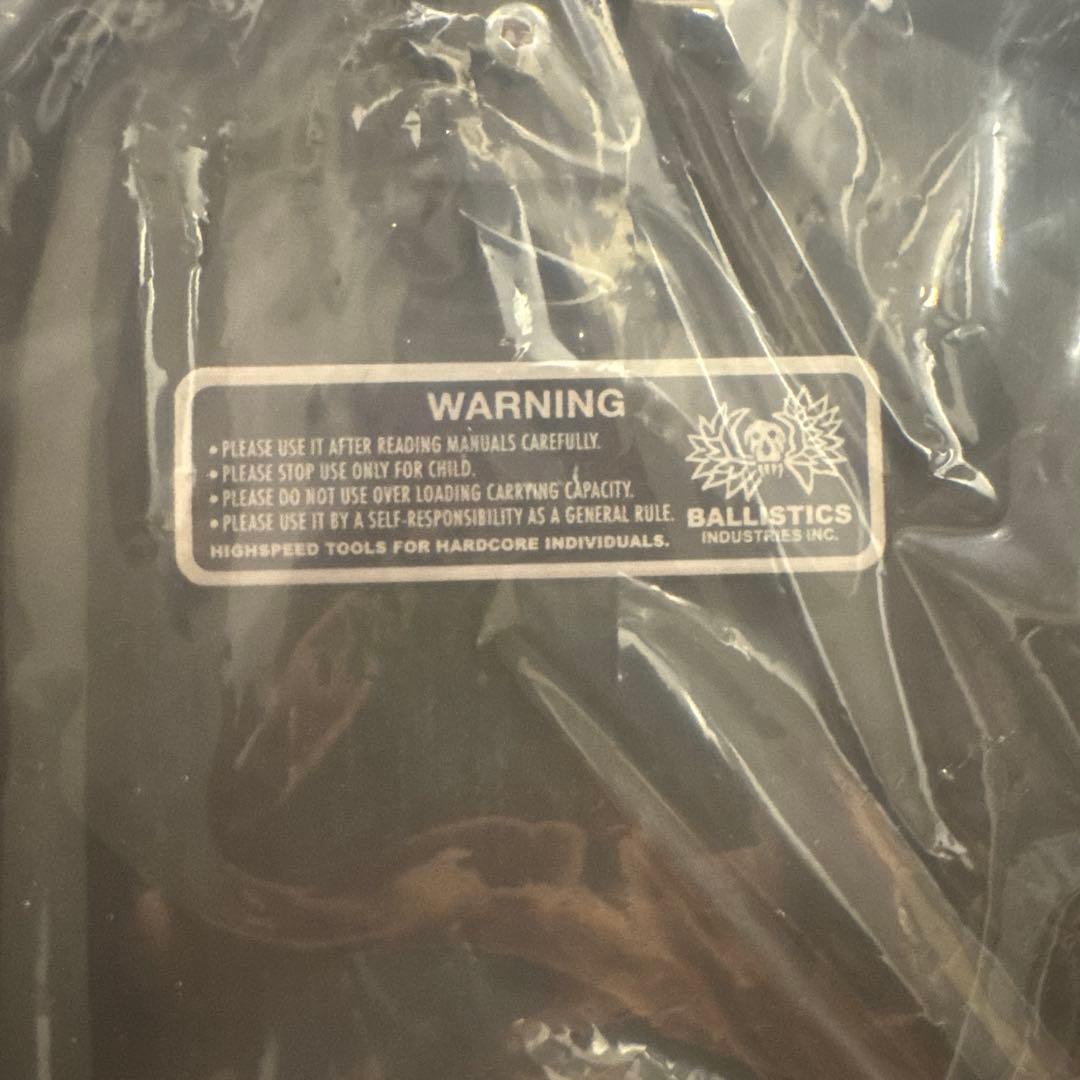 WARNING
• PLEASE USE IT AFTER READING MANUALS CAREFULLY.
• PLEASE STOP USE ONLY FOR CHILD.
• PLEASE DO NOT USE OVER LOADING CARRYING CAPACITY.
• PLEASE USE IT BY A SELF-RESPONSIBILITY AS A GENERAL RULE.
HIGHSPEED TOOLS FOR HARDCORE INDIVIDUALS.
BALLISTICS
INDUSTRIES INC.